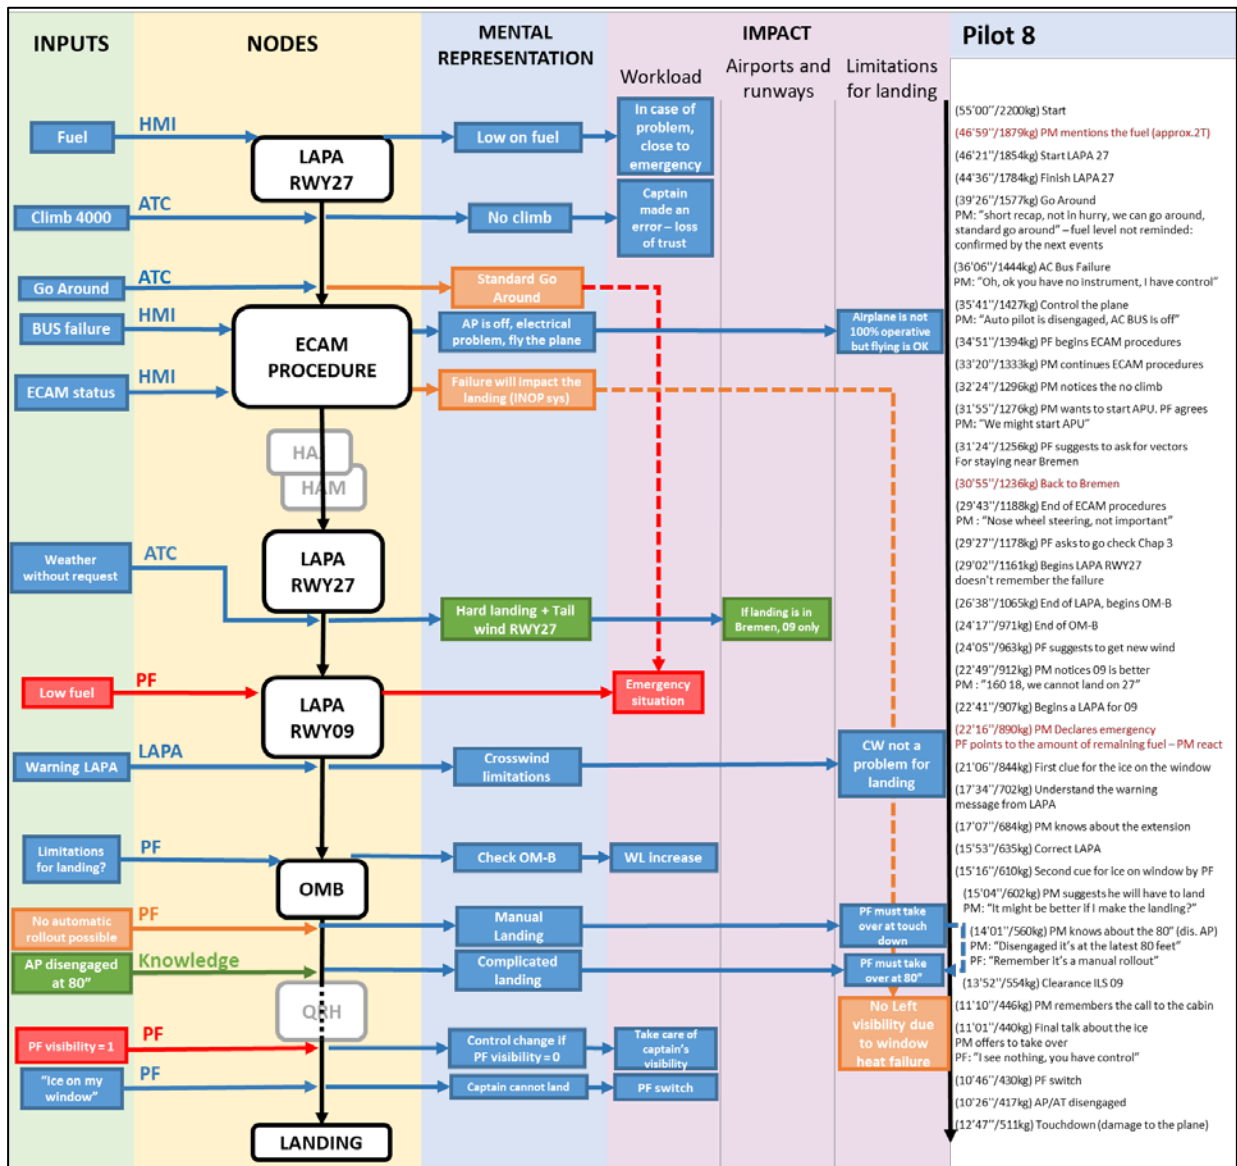 INPUTS
NODES
MENTAL
REPRESENTATION
IMPACT
Workload
Airports and
runways
Limitations
for landing
Pilot 8
Fuel
HMI
LAPA
RWY27
Low on fuel
In case of
problem,
close to
emergency
Climb 4000
ATC
No climb
Captain
made an
error – loss
of trust
Go Around
ATC
Standard Go
Around
BUS failure
HMI
ECAM
PROCEDURE
AP is off, electrical
problem, fly the plane
Airplane is not
100% operative
but flying is OK
ECAM status
HMI
Failure will impact the
landing (INOP sys)
HAJ
HAM
Weather
without request
ATC
LAPA
RWY27
Hard landing + Tail
wind RWY27
If landing is in
Bremen, 09 only
Low fuel
PF
LAPA
RWY09
Emergency
situation
Warning LAPA
LAPA
Crosswind
limitations
CW not a
problem for
landing
Limitations
for landing?
PF
OMB
Check OM-B
WL increase
No automatic
rollout possible
PF
Manual
Landing
PF must take
over at touch
down
AP disengaged
at 80"
Knowledge
Complicated
landing
PF must take
over at 80"
QRH
No Left
visibility due
to window
heat failure
PF visibility = 1
PF
Control change if
PF visibility = 0
Take care of
captain's
visibility
"Ice on my
window"
PF
Captain cannot land
PF switch
LANDING
(55'00"/2200kg) Start
(46'59"/1879kg) PM mentions the fuel (approx.2T)
(46'21"/1854kg) Start LAPA 27
(44'36"/1784kg) Finish LAPA 27
(39'26"/1577kg) Go Around
PM: "short recap, not in hurry, we can go around,
standard go around" – fuel level not reminded:
confirmed by the next events
(36'06"/1444kg) AC Bus Failure
PM: "Oh, ok you have no instrument, I have control"
(35'41"/1427kg) Control the plane
PM: "Auto pilot is disengaged, AC BUS Is off"
(34'51"/1394kg) PF begins ECAM procedures
(33'20"/1333kg) PM continues ECAM procedures
(32'24"/1296kg) PM notices the no climb
(31'55"/1276kg) PM wants to start APU. PF agrees
PM: "We might start APU"
(31'24"/1256kg) PF suggests to ask for vectors
For staying near Bremen
(30'55"/1236kg) Back to Bremen
(29'43"/1188kg) End of ECAM procedures
PM : "Nose wheel steering, not important"
(29'27"/1178kg) PF asks to go check Chap 3
(29'02"/1161kg) Begins LAPA RWY27
doesn't remember the failure
(26'38"/1065kg) End of LAPA, begins OM-B
(24'17"/971kg) End of OM-B
(24'05"/963kg) PF suggests to get new wind
(22'49"/912kg) PM notices 09 is better
PM : "160 18, we cannot land on 27"
(22'41"/907kg) Begins a LAPA for 09
(22'16"/890kg) PM Declares emergency
PF points to the amount of remaining fuel – PM react
(21'06"/844kg) First clue for the ice on the window
(17'34"/702kg) Understand the warning
message from LAPA
(17'07"/684kg) PM knows about the extension
(15'53"/635kg) Correct LAPA
(15'16"/610kg) Second cue for Ice on window by PF
(15'04"/602kg) PM suggests he will have to land
PM: "It might be better If I make the landing?"
(14'01"/560kg) PM knows about the 80" (dis. AP)
PM: "Disengaged it's at the latest 80 feet"
PF: "Remember it's a manual rollout"
(13'52"/554kg) Clearance ILS 09
(11'10"/446kg) PM remembers the call to the cabin
(11'01"/440kg) Final talk about the Ice
PM offers to take over
PF: "I see nothing, you have control"
(10'46"/430kg) PF switch
(10'26"/417kg) AP/AT disengaged
(12'47"/511kg) Touchdown (damage to the plane)